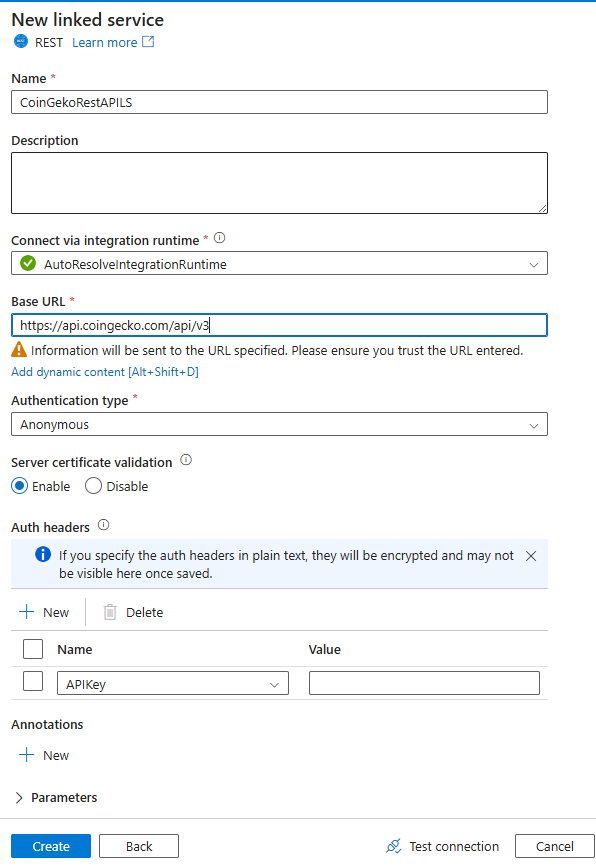 New linked service
REST Learn more
Name *
CoinGekoRestAPILS
Description
Connect via integration runtime *
AutoResolveIntegrationRuntime
Base URL *
https://api.coingecko.com/api/v3
Information will be sent to the URL specified. Please ensure you trust the URL entered.
Add dynamic content [Alt+Shift+D]
Authentication type *
Anonymous
Server certificate validation
Enable Disable
Auth headers
If you specify the auth headers in plain text, they will be encrypted and may not
be visible here once saved.
New Delete
Name Value
APIKey
Annotations
New
Parameters
Create Back Test connection Cancel